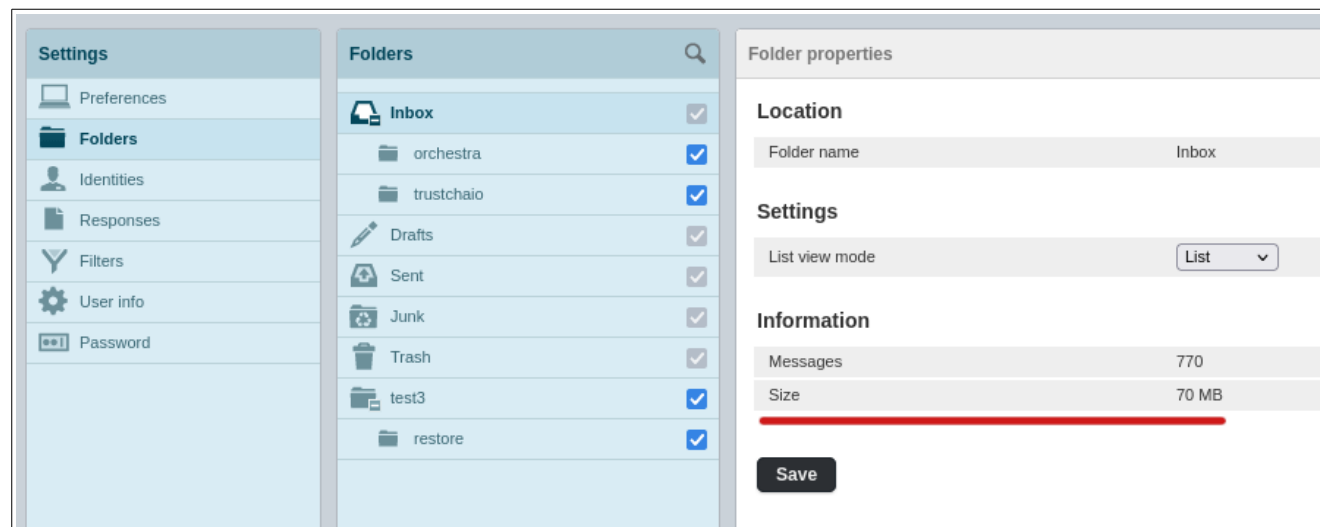 Settings
Preferences
Folders
Identities
Responses
Filters
User info
Password
Folders
Inbox
orchestra
trustchaio
Drafts
Sent
Junk
Trash
test3
restore
Folder properties
Location
Folder name Inbox
Settings
List view mode List
Information
Messages 770
Size 70 MB
Save